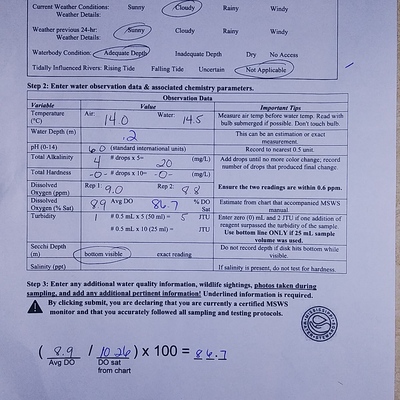 Current Weather Conditions: Sunny Cloudy Rainy Windy
Weather Details:
Weather previous 24-hr: Sunny Cloudy Rainy Windy
Weather Details:
Waterbody Condition: Adequate Depth Inadequate Depth Dry No Access
Tidally Influenced Rivers: Rising Tide Falling Tide Uncertain Not Applicable
Step 2: Enter water observation data & associated chemistry parameters.
Observation Data
Variable Value Important Tips
Temperature (°C) Air: 14.0 Water: 14.5 Measure air temp before water temp. Read with bulb submerged if possible. Don't touch bulb.
Water Depth (m) .2 This can be an estimation or exact measurement.
pH (0-14) 6.0 (standard international units) Record to nearest 0.5 unit.
Total Alkalinity 4 # drops x 5= 20 (mg/L) Add drops until no more color change; record number of drops that produced final change.
Total Hardness -0- # drops x 10= -0- (mg/L)
Dissolved Oxygen (ppm) Rep 1: 9.0 Rep 2: 8.8 Ensure the two readings are within 0.6 ppm.
Dissolved Oxygen (% Sat) 8.9 Avg DO 86.7 % DO Sat Estimate from chart that accompanied MSWS manual.
Turbidity 1 # 0.5 mL x 5 (50 ml) = 5 JTU Enter zero (0) mL and 2 JTU if one addition of reagent surpassed the turbidity of the sample.
# 0.5 mL x 10 (25 ml) = JTU Use bottom line ONLY if 25 mL sample volume was used.
Secchi Depth (m) bottom visible exact reading Do not record depth if disk hits bottom while visible.
Salinity (ppt) If salinity is present, do not test for hardness.
Step 3: Enter any additional water quality information, wildlife sightings, photos taken during
sampling, and add any additional pertinent information! Underlined information is required.
By clicking submit, you are declaring that you are currently a certified MSWS
monitor and that you accurately followed all sampling and testing protocols.
( 8.9 / 10.26 ) x 100 = 86.7
Avg DO DO sat
from chart